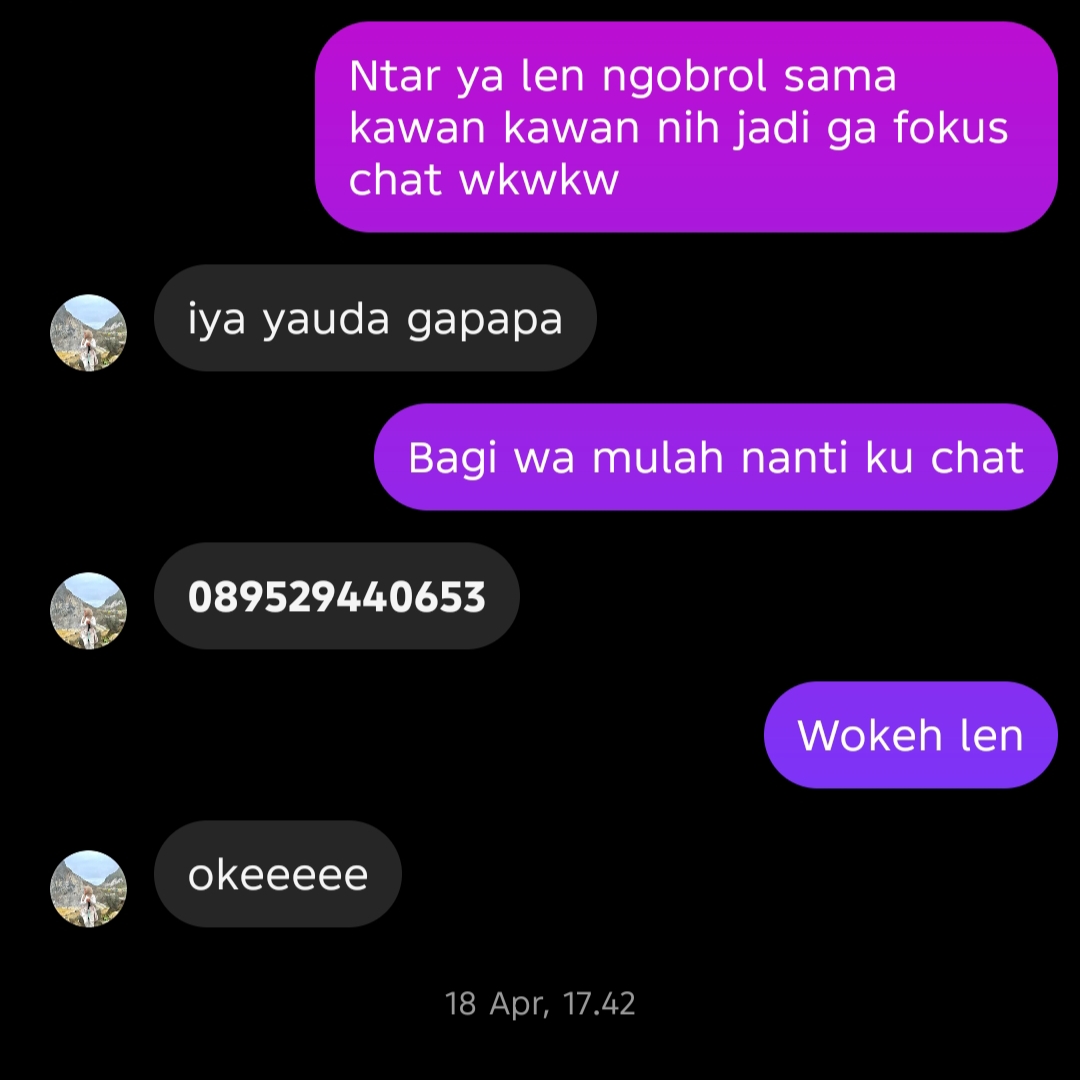 Ntar ya len ngobrol sama
kawan kawan nih jadi ga fokus
chat wkwkw
iya yauda gapapa
Bagi wa mulah nanti ku chat
089529440653
Wokeh len
okeeeee
18 Apr, 17.42